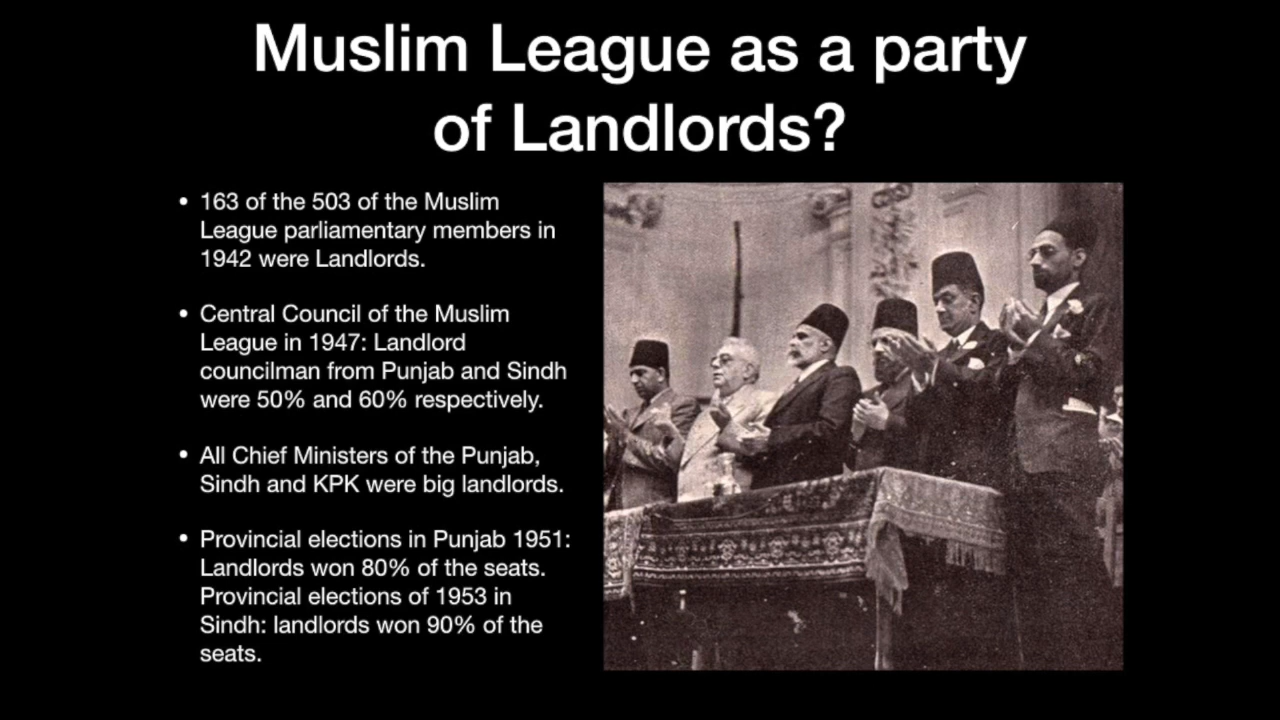 Muslim League as a party
of Landlords?
• 163 of the 503 of the Muslim
League parliamentary members in
1942 were Landlords.
• Central Council of the Muslim
League in 1947: Landlord
councilman from Punjab and Sindh
were 50% and 60% respectively.
• All Chief Ministers of the Punjab,
Sindh and KPK were big landlords.
• Provincial elections in Punjab 1951:
Landlords won 80% of the seats.
Provincial elections of 1953 in
Sindh: landlords won 90% of the
seats.